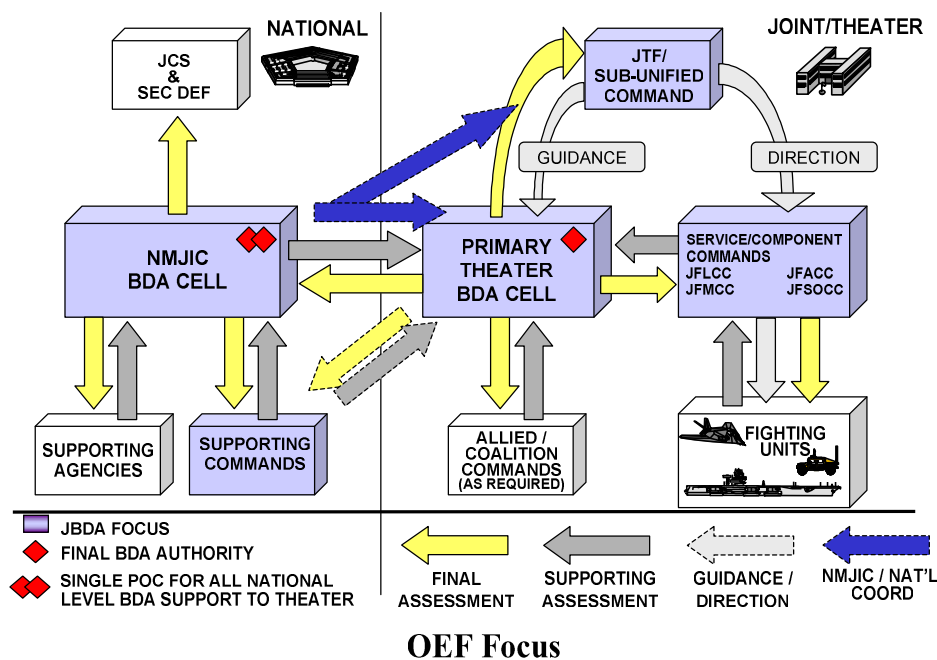 NATIONAL
JOINT/THEATER
JCS
&
SEC DEF
JTF/
SUB-UNIFIED
COMMAND
GUIDANCE
DIRECTION
NMJIC
BDA CELL
PRIMARY
THEATER
BDA CELL
SERVICE/COMPONENT
COMMANDS
JFLCC JFACC
JFMCC JFSOCC
SUPPORTING
AGENCIES
SUPPORTING
COMMANDS
ALLIED /
COALITION
COMMANDS
(AS REQUIRED)
FIGHTING
UNITS
JBDA FOCUS
FINAL BDA AUTHORITY
SINGLE POC FOR ALL NATIONAL
LEVEL BDA SUPPORT TO THEATER
FINAL
ASSESSMENT
SUPPORTING
ASSESSMENT
GUIDANCE /
DIRECTION
NMJIC / NAT'L
COORD
OEF Focus